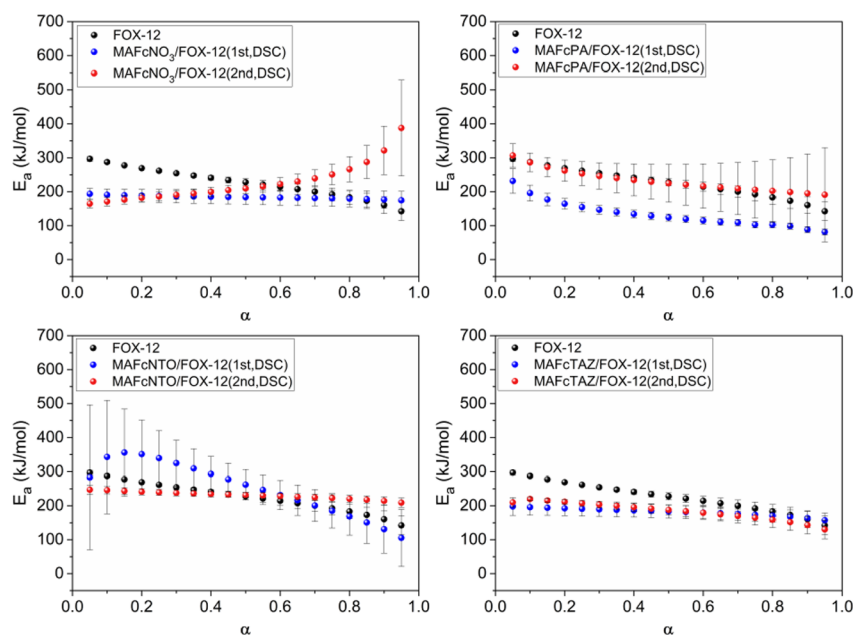 700
FOX-12
600
MAFcNO₃/FOX-12(1st,DSC)
MAFcNO₃/FOX-12(2nd,DSC)
500
400
300
200
100
0
Eₐ (kJ/mol)
0.0 0.2 0.4 0.6 0.8 1.0
α
700
FOX-12
600
MAFcPA/FOX-12(1st,DSC)
MAFcPA/FOX-12(2nd,DSC)
500
400
300
200
100
0
Eₐ (kJ/mol)
0.0 0.2 0.4 0.6 0.8 1.0
α
700
FOX-12
MAFcNTO/FOX-12(1st,DSC)
600
MAFcNTO/FOX-12(2nd,DSC)
500
400
300
200
100
0
Eₐ (kJ/mol)
0.0 0.2 0.4 0.6 0.8 1.0
α
700
FOX-12
MAFcTAZ/FOX-12(1st,DSC)
600
MAFcTAZ/FOX-12(2nd,DSC)
500
400
300
200
100
0
Eₐ (kJ/mol)
0.0 0.2 0.4 0.6 0.8 1.0
α